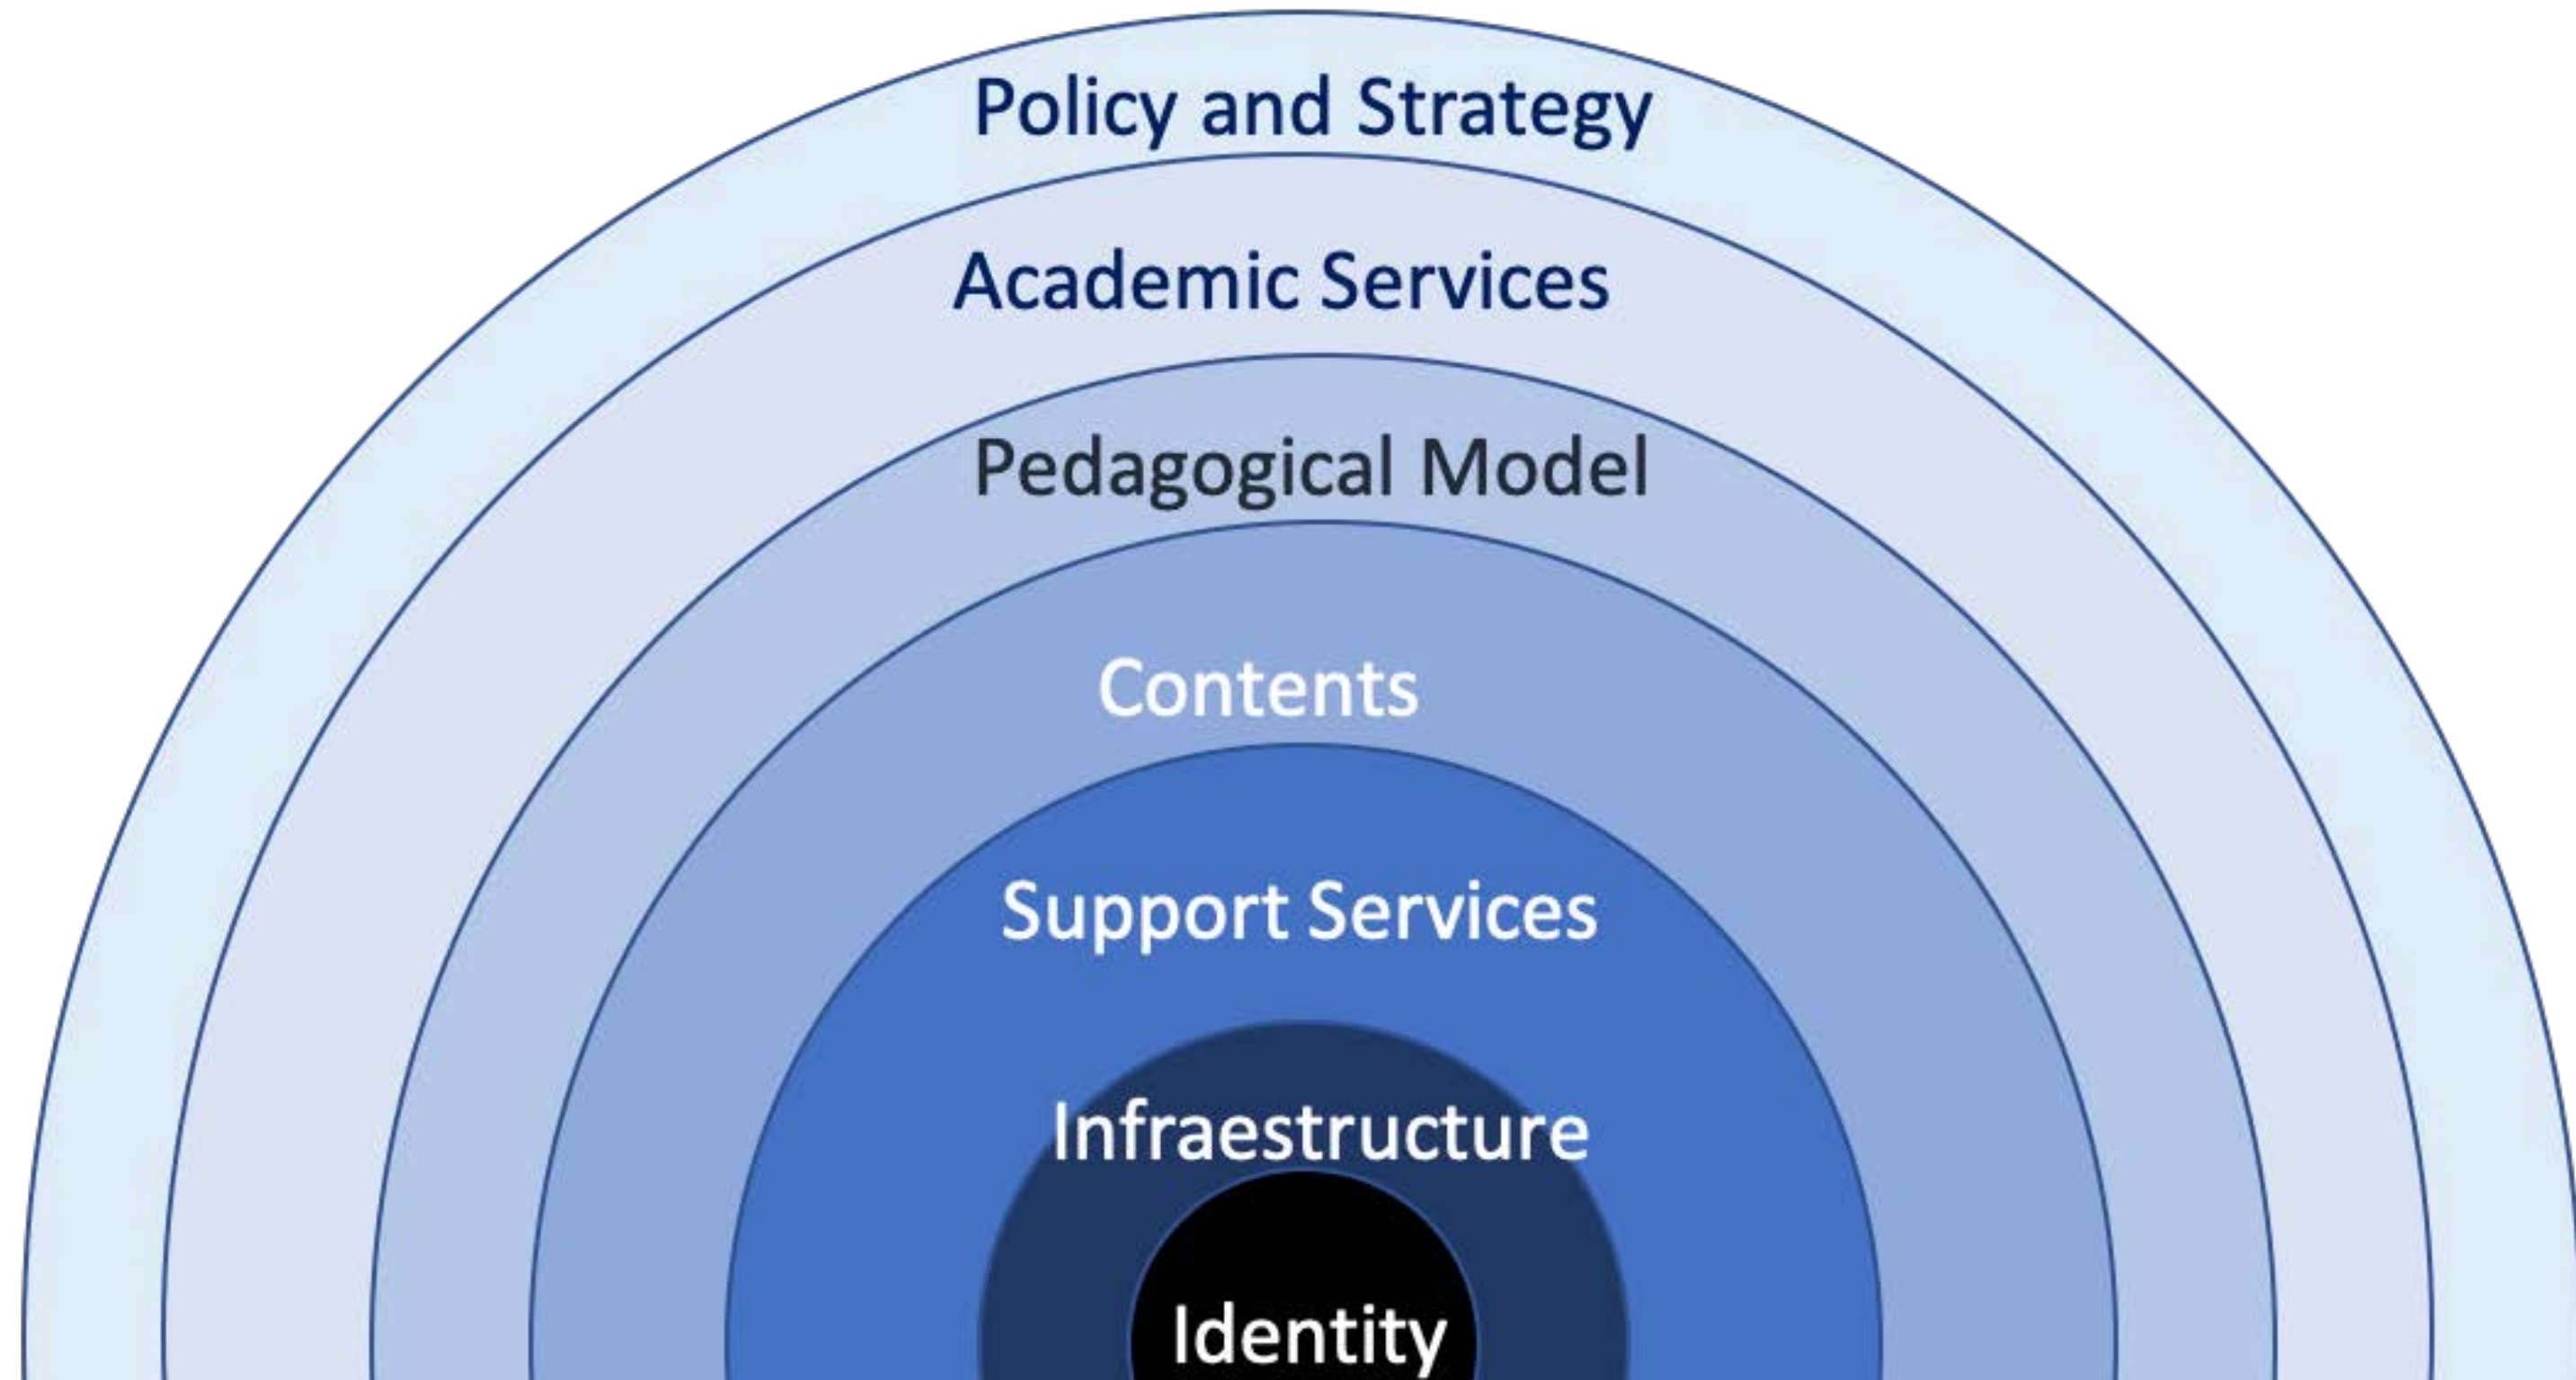 Policy and Strategy
Academic Services
Pedagogical Model
Contents
Support Services
Infraestructure
Identity